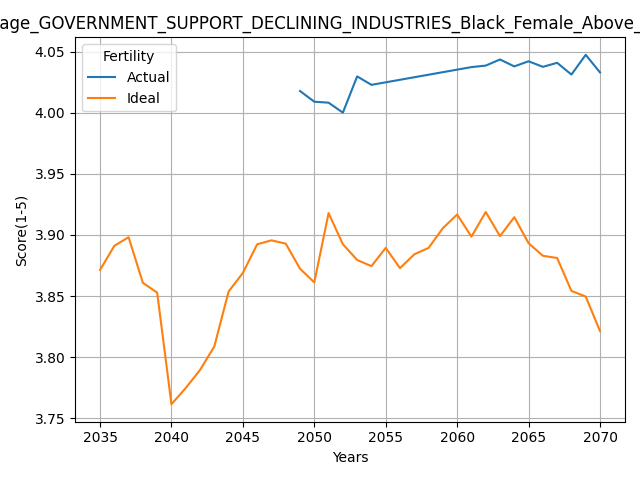 age_GOVERNMENT_SUPPORT_DECLINING_INDUSTRIES_Black_Female_Above_
Fertility
Actual
Ideal
4.05
4.00
3.95
3.90
3.85
3.80
3.75
Score(1-5)
2035 2040 2045 2050 2055 2060 2065 2070
Years